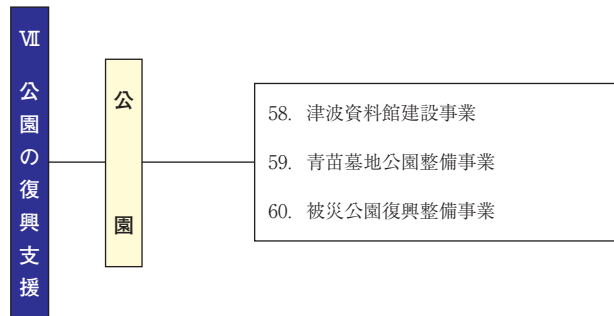 Ⅶ 公園の復興支援
公園
58. 津波資料館建設事業
59. 青苗墓地公園整備事業
60. 被災公園復興整備事業